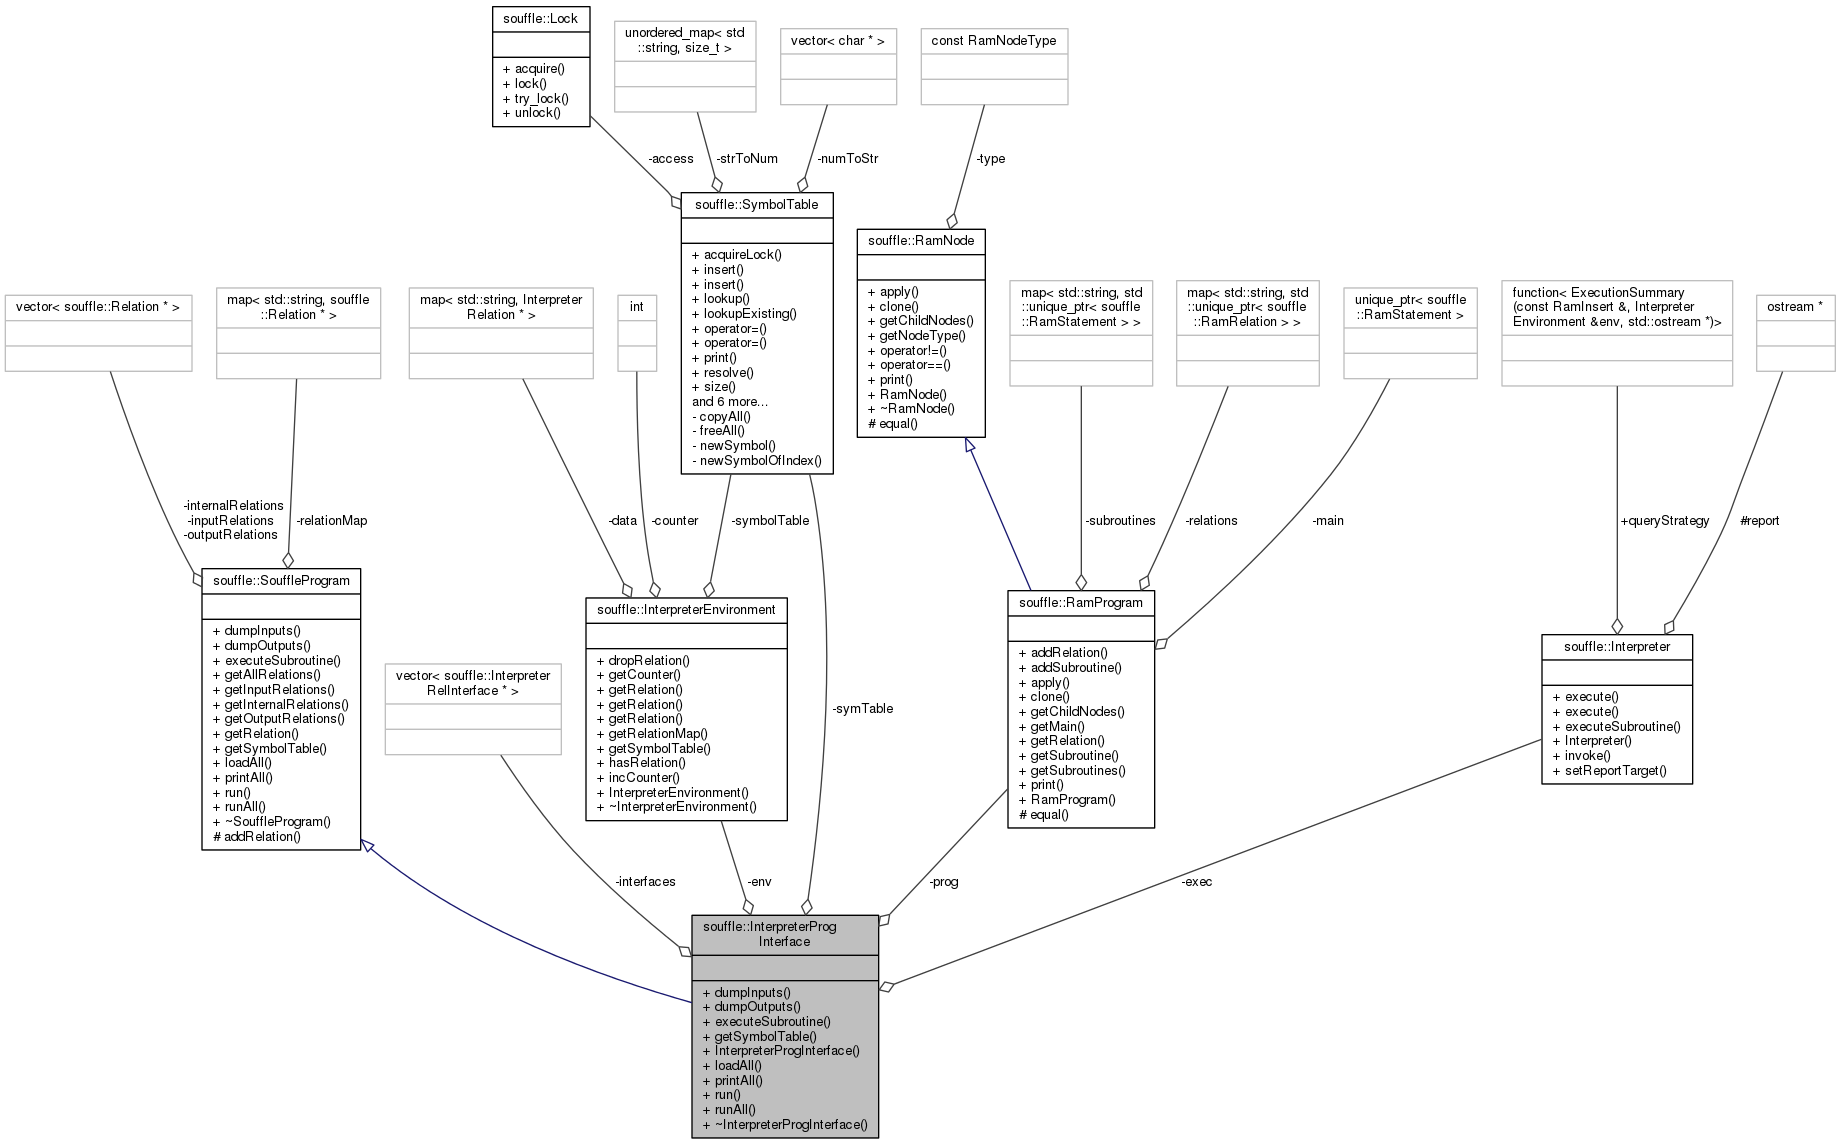 souffle::Lock
+ acquire()
+ lock()
+ try_lock()
+ unlock()
unordered_map< std
::string, size_t >
vector< char * >
const RamNodeType
-access
-strToNum
-numToStr
-type
souffle::SymbolTable
+ acquireLock()
+ insert()
+ insert()
+ lookup()
+ lookupExisting()
+ operator=()
+ operator=()
+ print()
+ resolve()
+ size()
and 6 more...
- copyAll()
- freeAll()
- newSymbol()
- newSymbolOfIndex()
souffle::RamNode
+ apply()
+ clone()
+ getChildNodes()
+ getNodeType()
+ operator!=()
+ operator==()
+ print()
+ RamNode()
+ ~RamNode()
# equal()
vector< souffle::Relation * >
map< std::string, souffle
::Relation * >
map< std::string, Interpreter
Relation * >
int
map< std::string, std
::unique_ptr< souffle
::RamStatement > >
map< std::string, std
::unique_ptr< souffle
::RamRelation > >
unique_ptr< souffle
::RamStatement >
function< ExecutionSummary
(const RamInsert &, Interpreter
Environment &env, std::ostream *)>
ostream *
-internalRelations
-inputRelations
-outputRelations
-relationMap
-data
-counter
-symbolTable
-subroutines
-relations
-main
+queryStrategy
#report
souffle::SouffleProgram
+ dumpInputs()
+ dumpOutputs()
+ executeSubroutine()
+ getAllRelations()
+ getInputRelations()
+ getInternalRelations()
+ getOutputRelations()
+ getRelation()
+ getSymbolTable()
+ loadAll()
+ printAll()
+ run()
+ runAll()
+ ~SouffleProgram()
# addRelation()
vector< souffle::Interpreter
RelInterface * >
souffle::InterpreterEnvironment
+ dropRelation()
+ getCounter()
+ getRelation()
+ getRelation()
+ getRelation()
+ getRelationMap()
+ getSymbolTable()
+ hasRelation()
+ incCounter()
+ InterpreterEnvironment()
+ ~InterpreterEnvironment()
-symTable
souffle::RamProgram
+ addRelation()
+ addSubroutine()
+ apply()
+ clone()
+ getChildNodes()
+ getMain()
+ getRelation()
+ getSubroutine()
+ getSubroutines()
+ print()
+ RamProgram()
# equal()
souffle::Interpreter
+ execute()
+ execute()
+ executeSubroutine()
+ Interpreter()
+ invoke()
+ setReportTarget()
-interfaces
-env
-prog
-exec
souffle::InterpreterProg
Interface
+ dumpInputs()
+ dumpOutputs()
+ executeSubroutine()
+ getSymbolTable()
+ InterpreterProgInterface()
+ loadAll()
+ printAll()
+ run()
+ runAll()
+ ~InterpreterProgInterface()